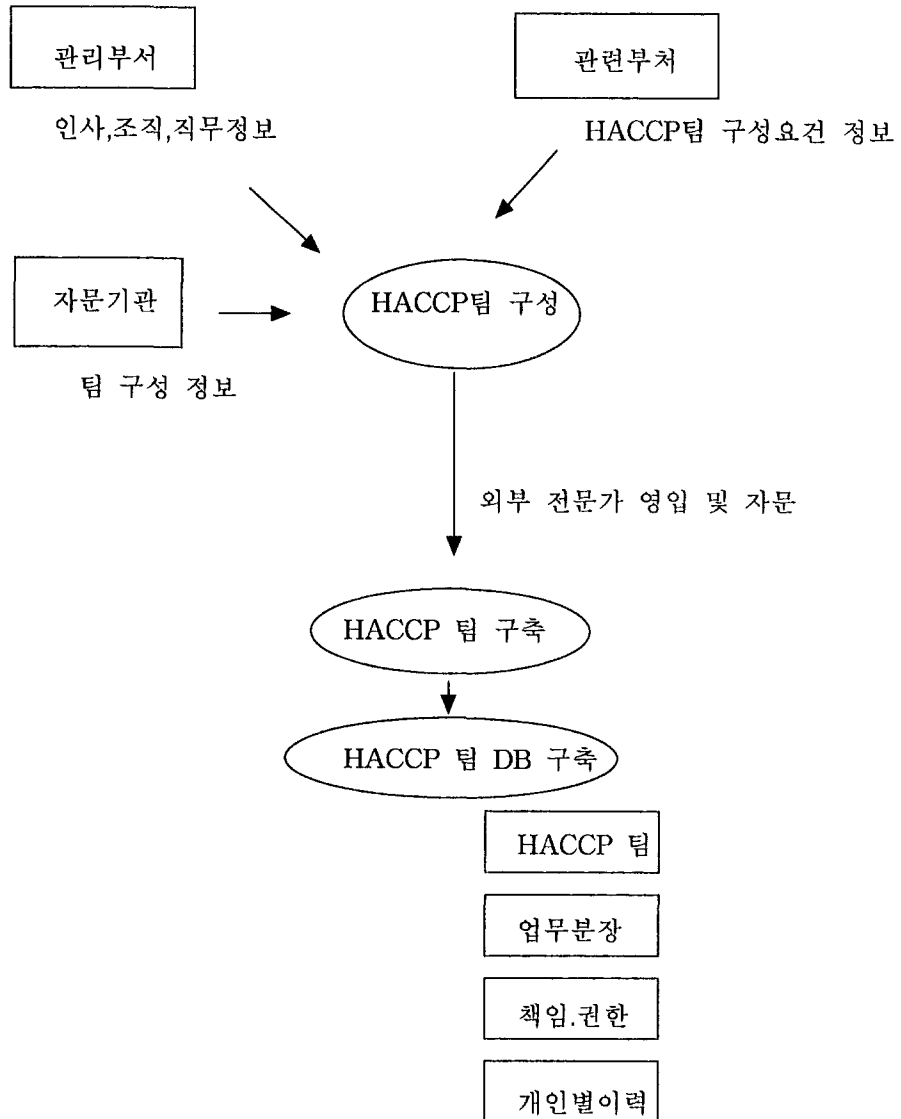 관리부서
관련부처
인사,조직,직무정보
HACCP팀 구성요건 정보
자문기관
HACCP팀 구성
팀 구성 정보
외부 전문가 영입 및 자문
HACCP 팀 구축
HACCP 팀 DB 구축
HACCP 팀
업무분장
책임.권한
개인별이력